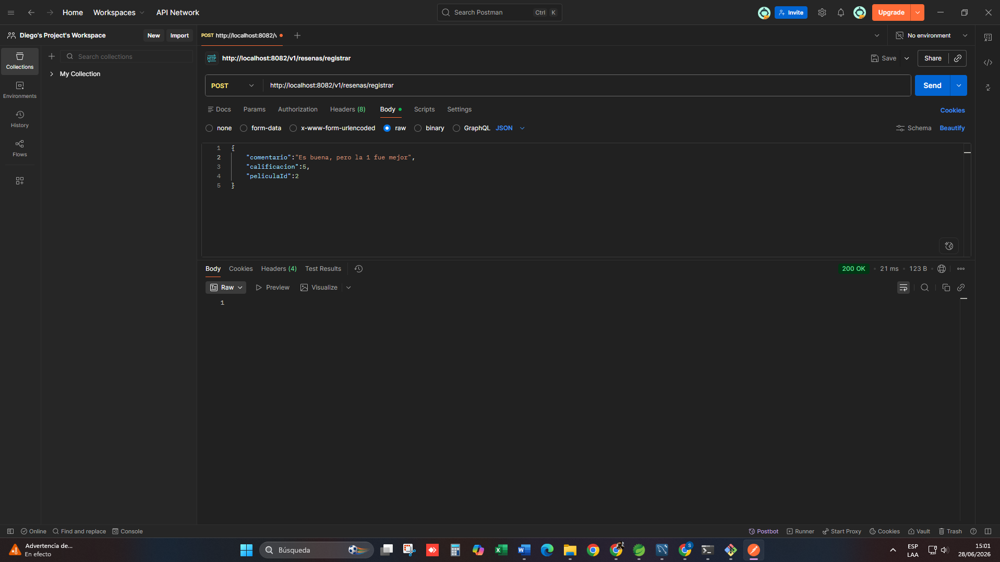 Home
Workspaces
API Network
Search Postman
Ctrl
K
Invite
Upgrade
Diego's Project's Workspace
New
Import
POST http://localhost:8082/v
No environment
Collections
Environments
History
Flows
Search collections
My Collection
HTTP
http://localhost:8082/v1/resenas/registrar
Save
Share
POST
http://localhost:8082/v1/resenas/registrar
Send
Docs
Params
Authorization
Headers (8)
Body
Scripts
Settings
Cookies
none
form-data
x-www-form-urlencoded
raw
binary
GraphQL
JSON
Schema
Beautify
1 {
2 "comentario":"Es buena, pero la 1 fue mejor",
3 "calificacion":5,
4 "peliculaId":2
5 }
Body
Cookies
Headers (4)
Test Results
200 OK
21 ms
123 B
Raw
Preview
Visualize
1
Online
Find and replace
Console
Postbot
Runner
Start Proxy
Cookies
Vault
Trash
Advertencia de...
En efecto
Búsqueda
ESP
LAA
15:01
28/06/2026